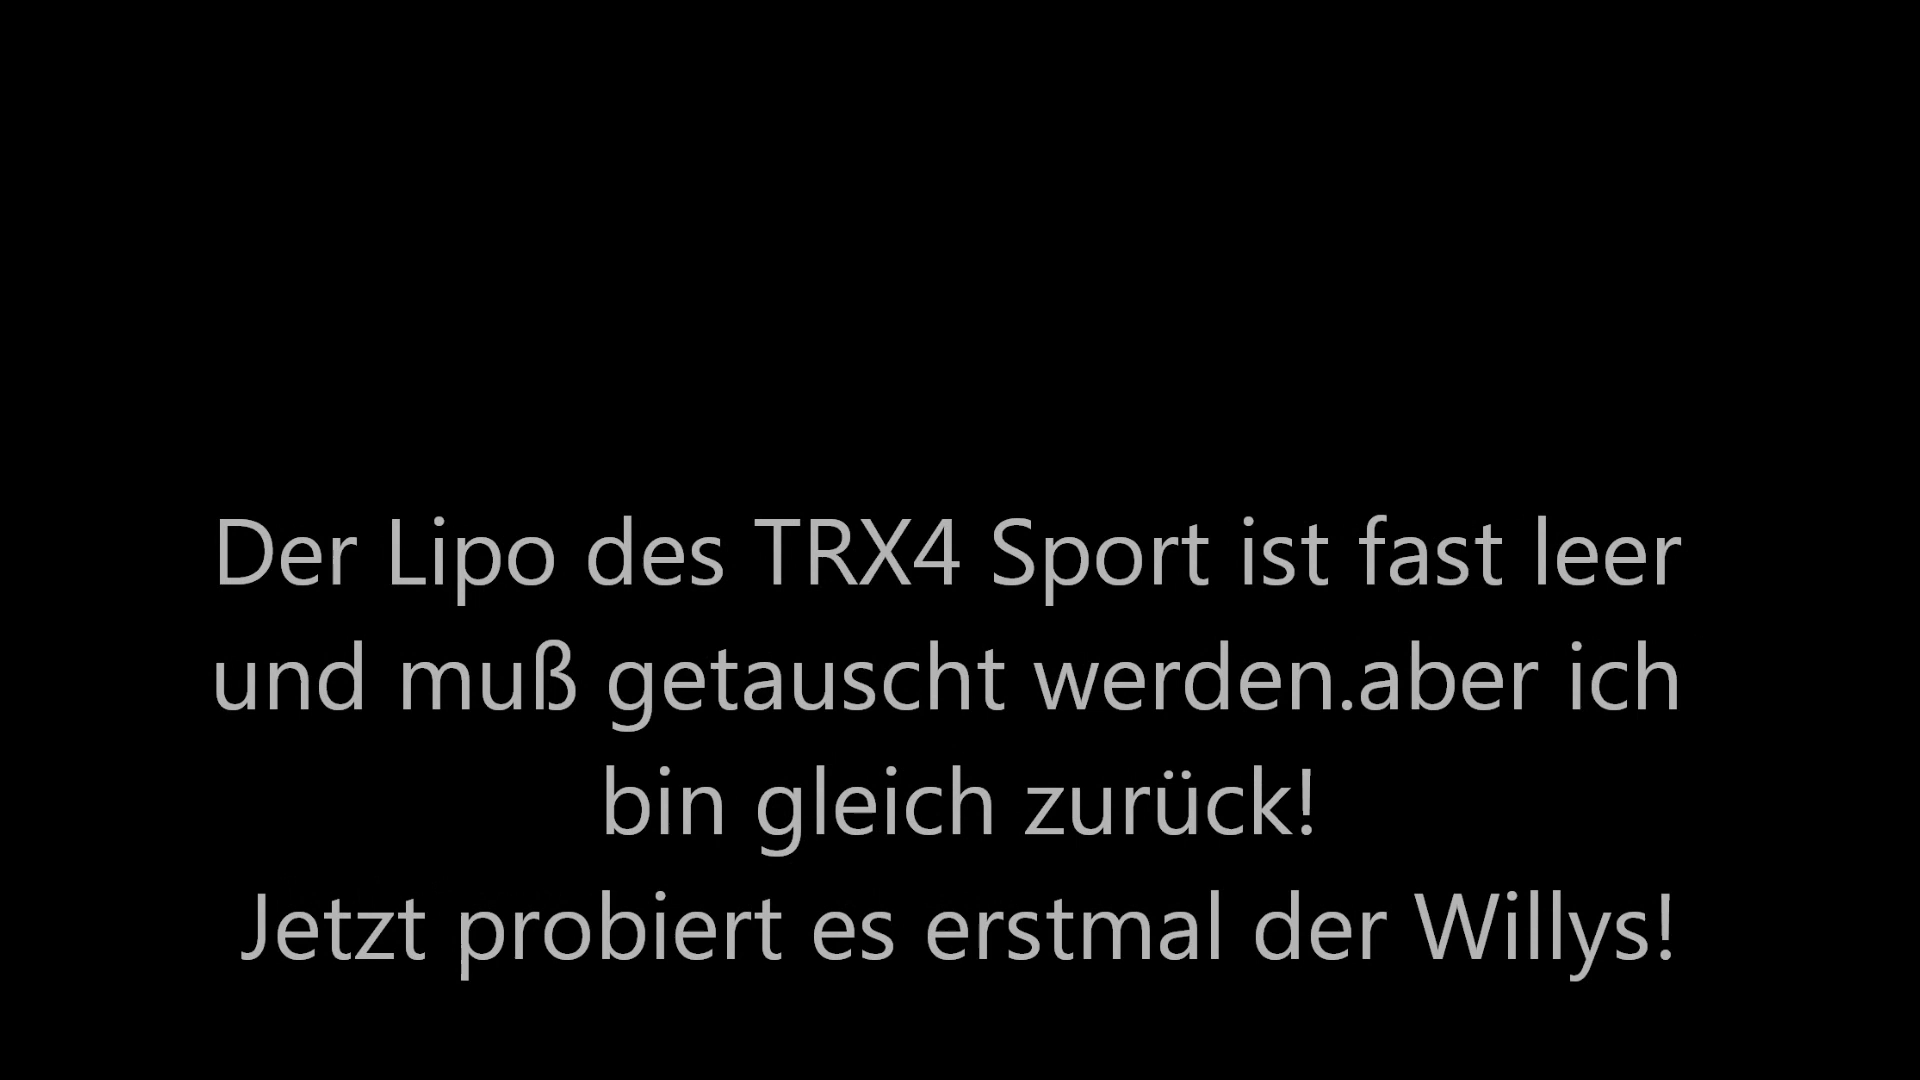 Der Lipo des TRX4 Sport ist fast leer
und muß getauscht werden.aber ich
bin gleich zurück!
Jetzt probiert es erstmal der Willys!